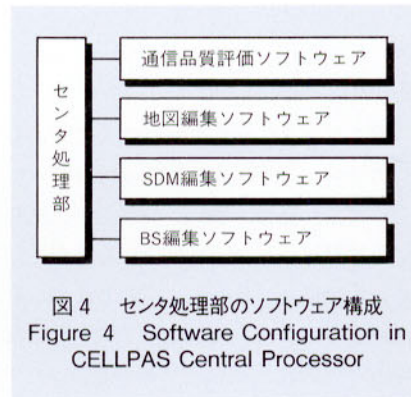 センタ処理部
通信品質評価ソフトウェア
地図編集ソフトウェア
SDM編集ソフトウェア
BS編集ソフトウェア
図 4　センタ処理部のソフトウェア構成
Figure 4 Software Configuration in
CELLPAS Central Processor